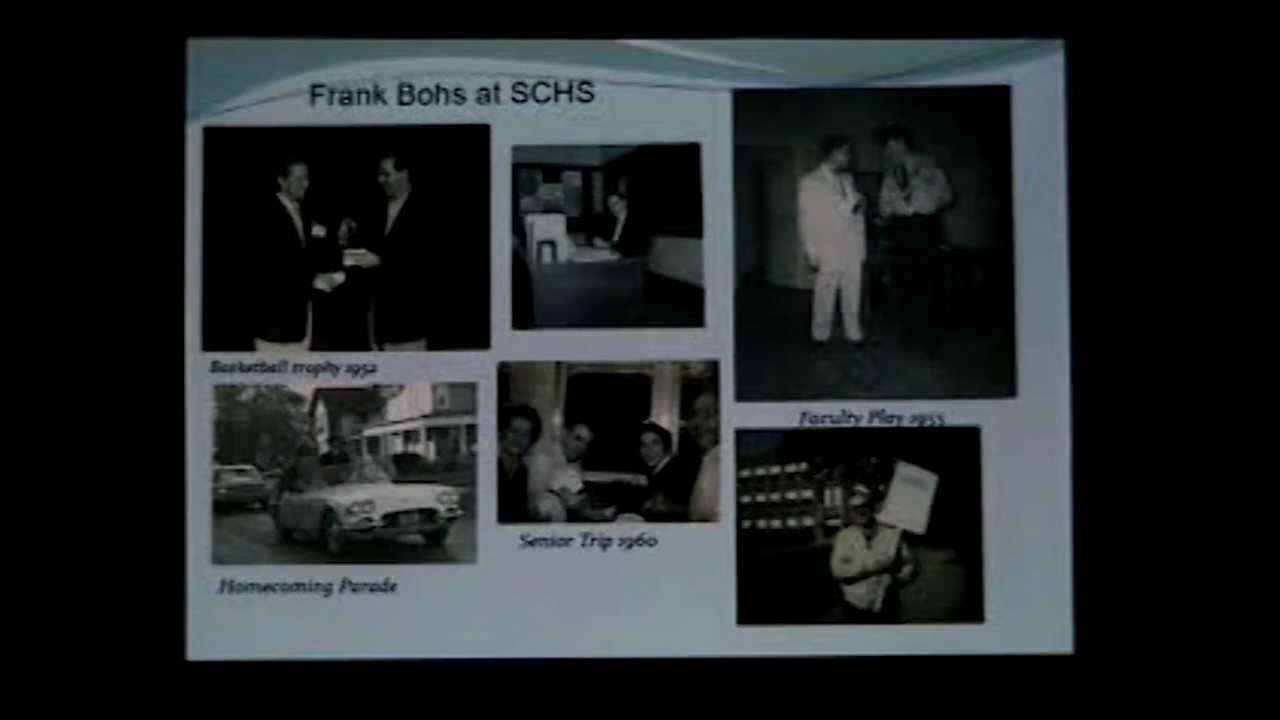 Frank Bohs at SCHS
Basketball trophy 1952
Faculty Play 1955
Senior Trip 1960
Homecoming Parade